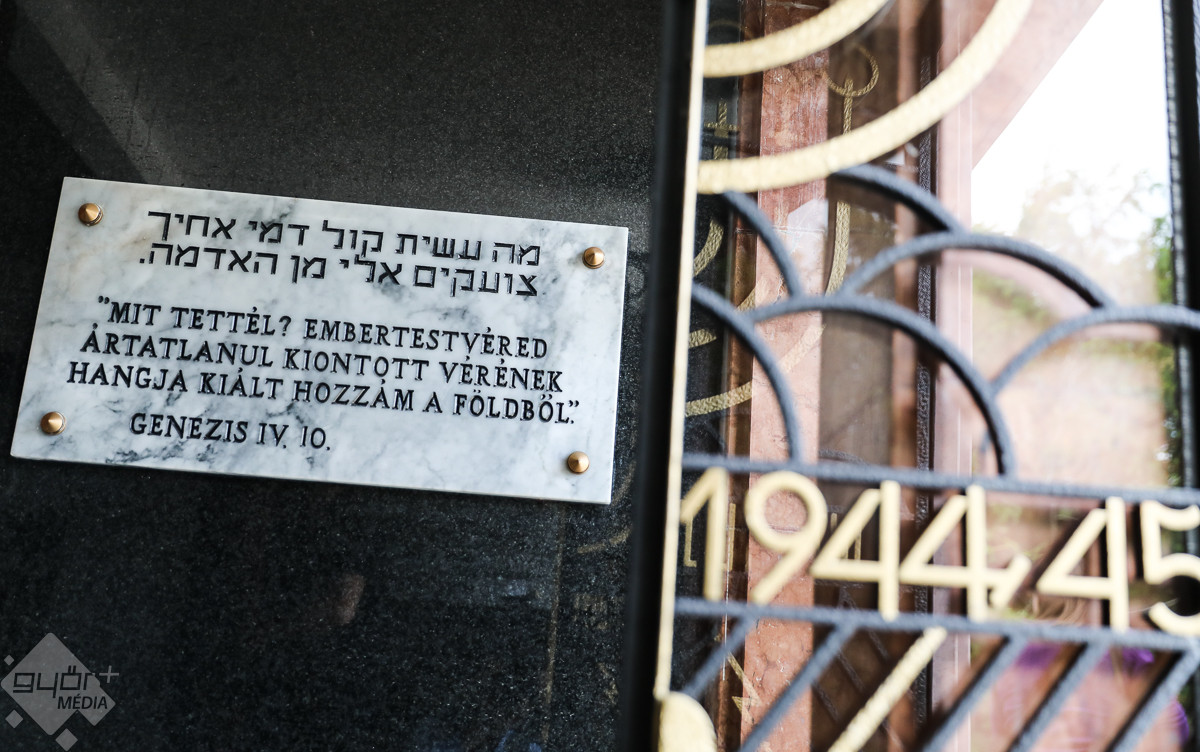 מה עשית קול דמי אחיך
צועקים אלי מן האדמה.
"MIT TETTÉL? EMBERTESTVÉRED
ÁRTATLANUL KIONTOTT VÉRÉNEK
HANGJA KIÁLT HOZZÁM A FÖLDBŐL."
GENEZIS IV. 10.
1944-45
győr+
MÉDIA